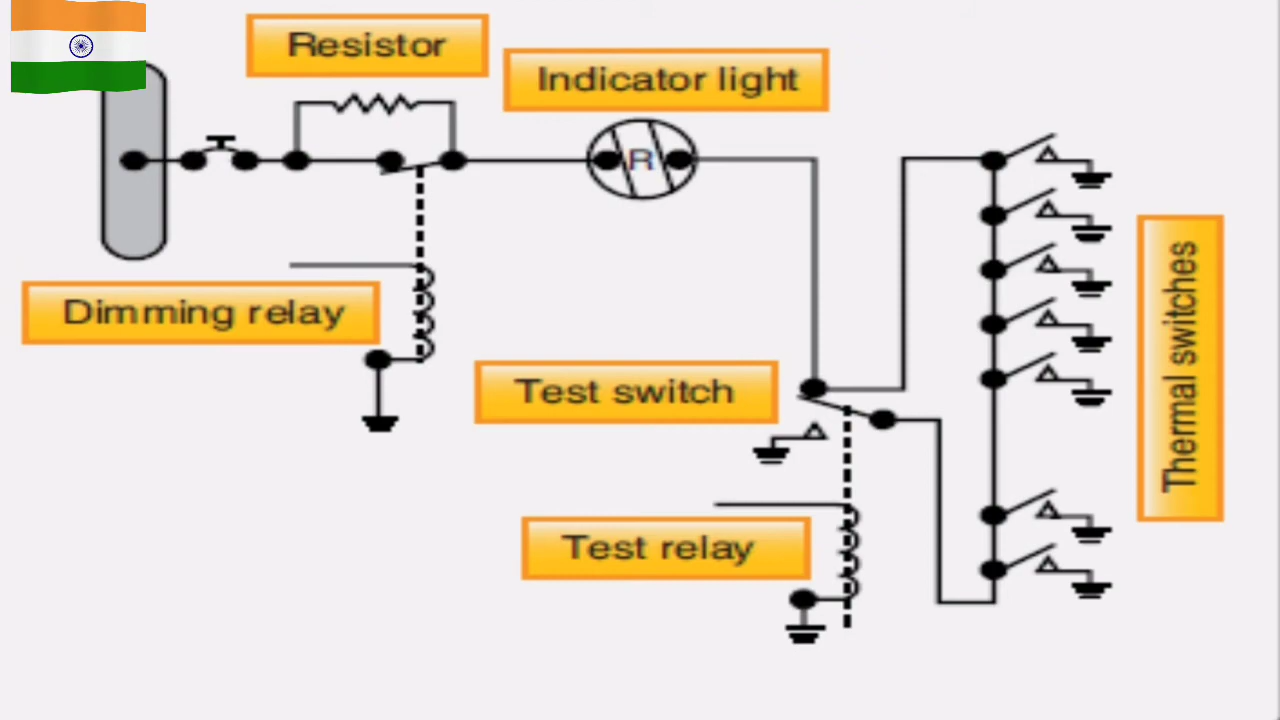 Resistor
Indicator light
R
Dimming relay
Test switch
Thermal switches
Test relay